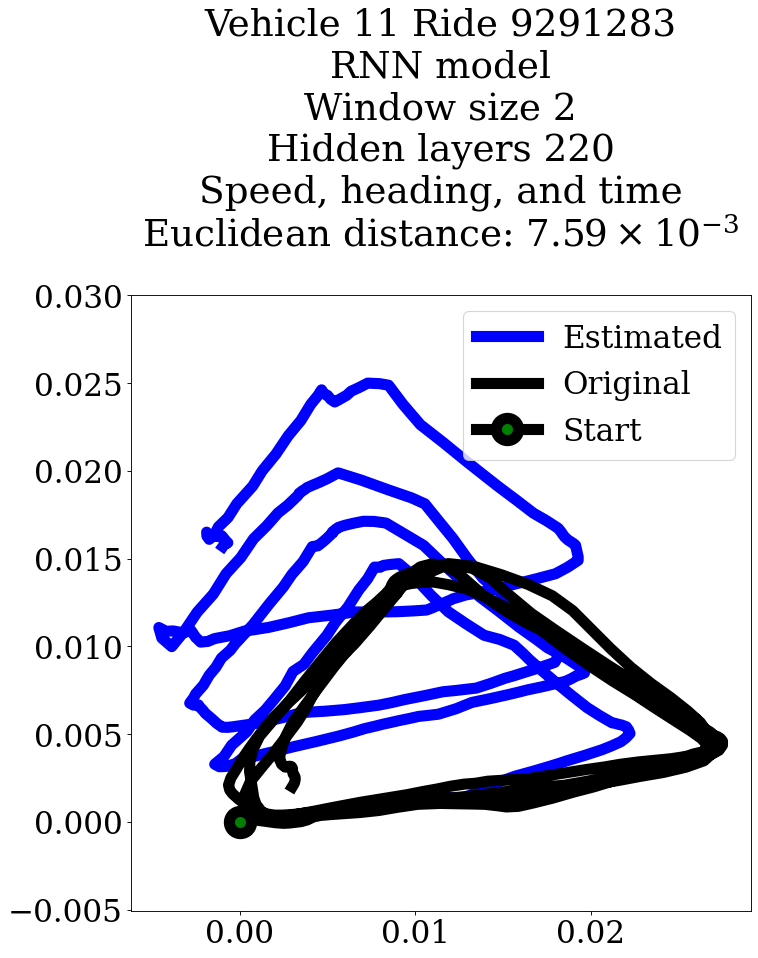 Vehicle 11 Ride 9291283
RNN model
Window size 2
Hidden layers 220
Speed, heading, and time
Euclidean distance: 7.59 × 10⁻³
0.030
Estimated
0.025
Original
Start
0.020
0.015
0.010
0.005
0.000
−0.005
0.00 0.01 0.02